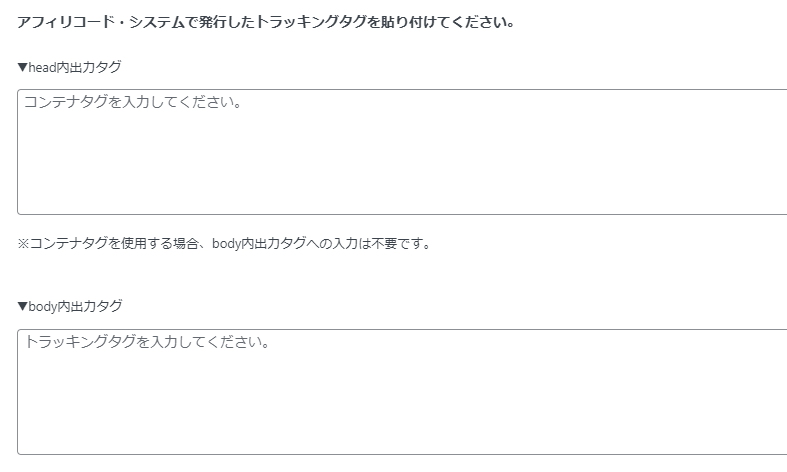 アフィリコード・システムで発行したトラッキングタグを貼り付けてください。
▼head内出力タグ
コンテナタグを入力してください。
※コンテナタグを使用する場合、body内出力タグへの入力は不要です。
▼body内出力タグ
トラッキングタグを入力してください。